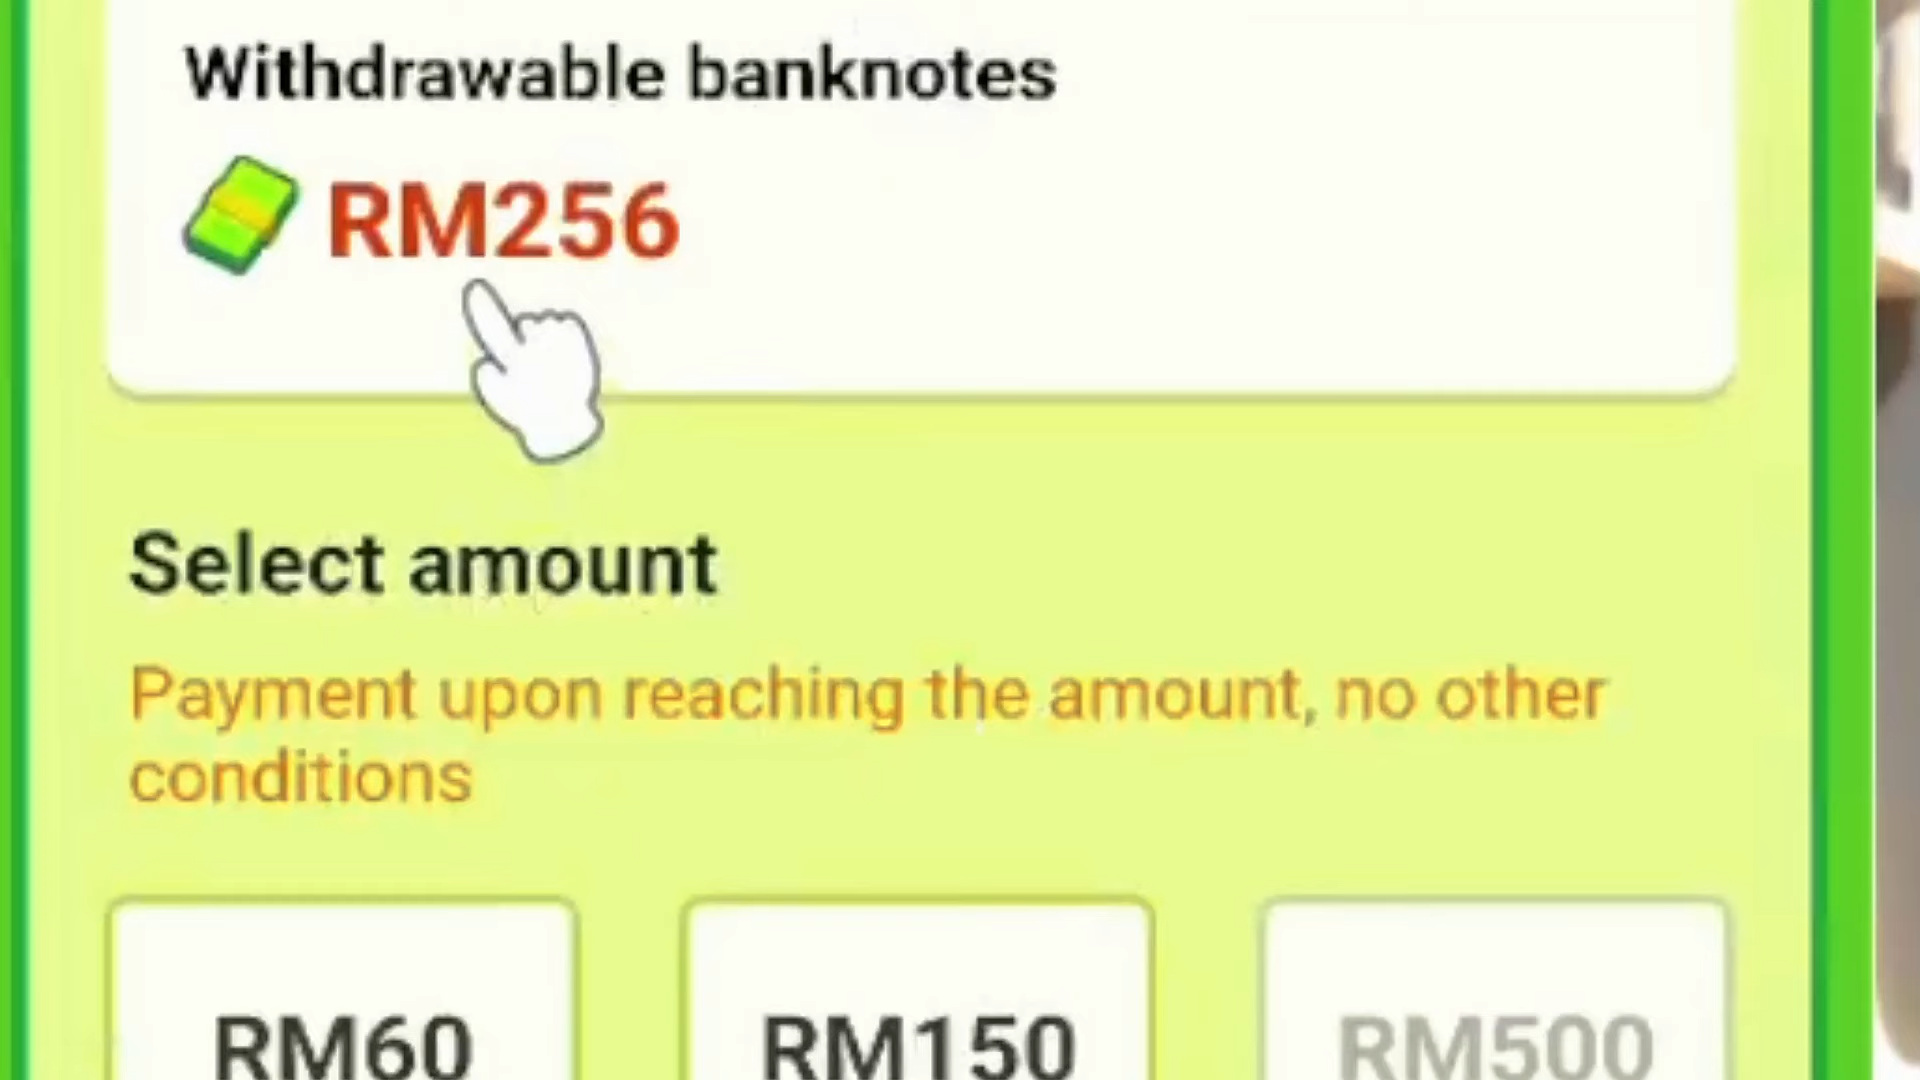 Withdrawable banknotes
RM256
Select amount
Payment upon reaching the amount, no other
conditions
RM60 RM150 RM500